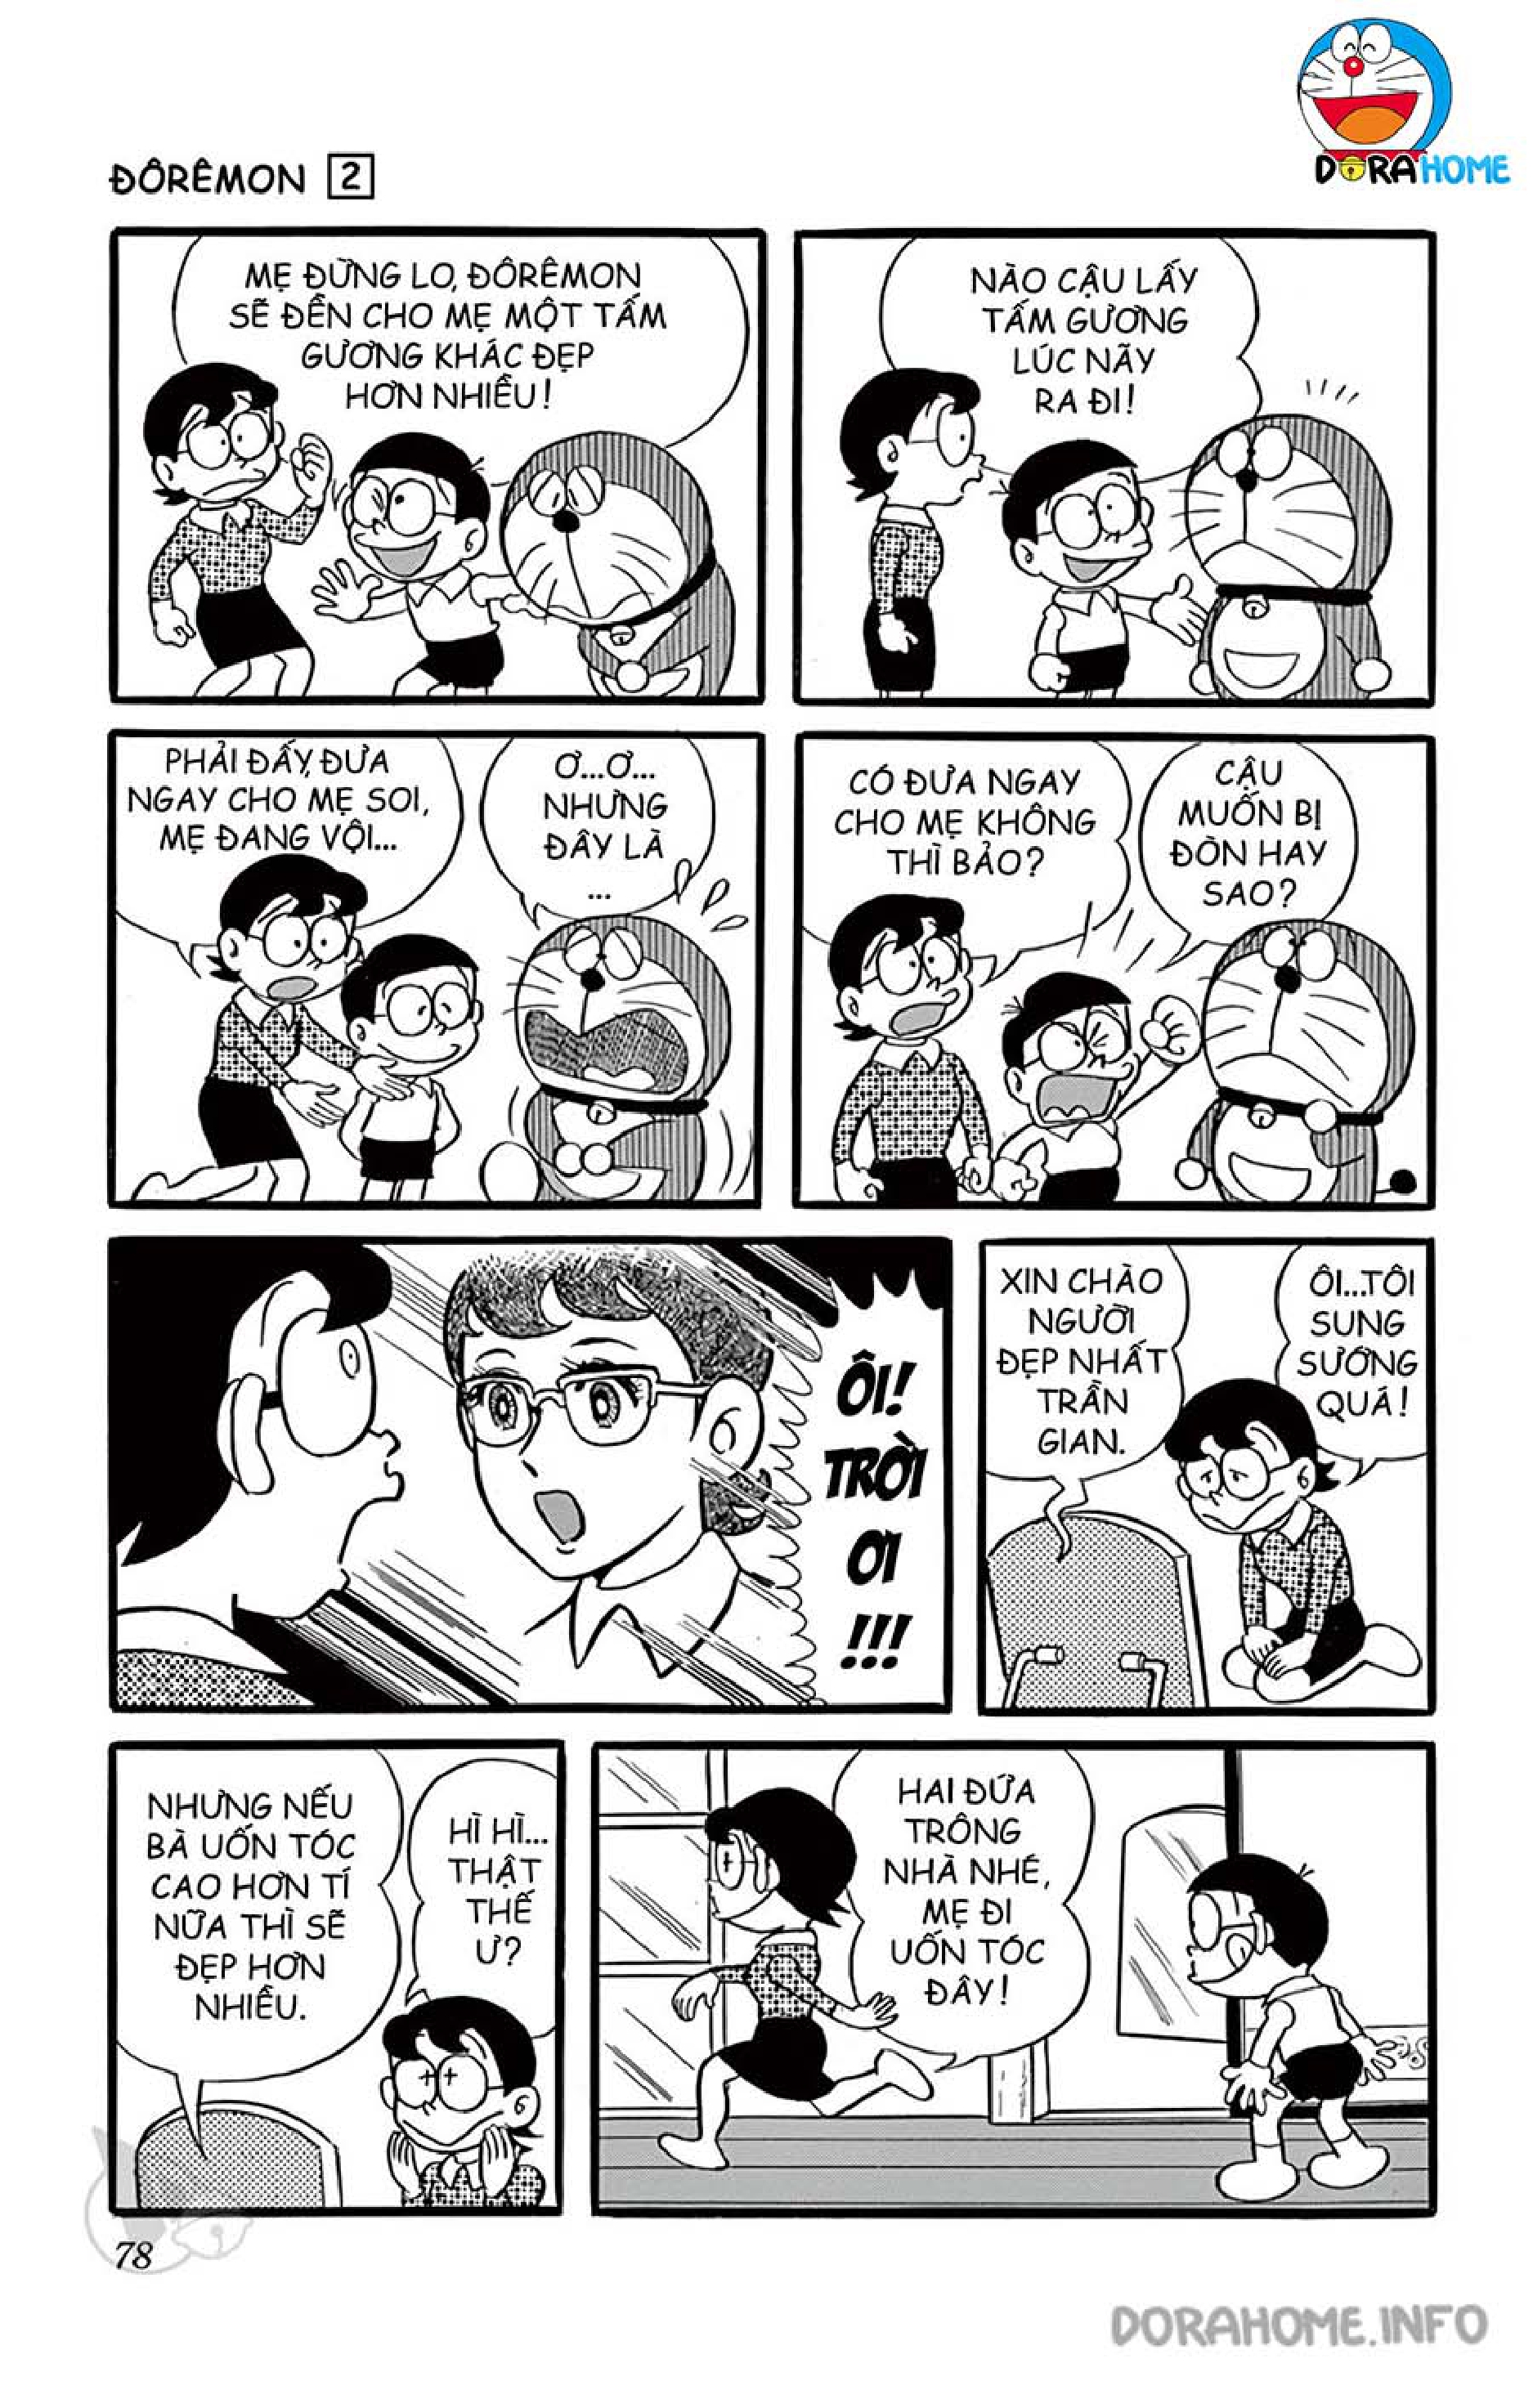 DORAHOME
ĐÔRÊMON 2
MẸ ĐỪNG LO, ĐÔRÊMON
SẼ ĐỀN CHO MẸ MỘT TẤM
GƯƠNG KHÁC ĐẸP
HƠN NHIỀU!
NÀO CẬU LẤY
TẤM GƯƠNG
LÚC NÃY
RA ĐI!
PHẢI ĐẤY, ĐƯA
NGAY CHO MẸ SOI,
MẸ ĐANG VỘI...
Ơ...Ơ...
NHƯNG
ĐÂY LÀ
...
CÓ ĐƯA NGAY
CHO MẸ KHÔNG
THÌ BẢO?
CẬU
MUỐN BỊ
ĐÒN HAY
SAO?
ÔI!
TRỜI
ƠI
!!!
XIN CHÀO
NGƯỜI
ĐẸP NHẤT
TRẦN
GIAN.
ÔI...TÔI
SUNG
SƯỚNG
QUÁ!
NHƯNG NẾU
BÀ UỐN TÓC
CAO HƠN TÍ
NỮA THÌ SẼ
ĐẸP HƠN
NHIỀU.
HÌ HÌ...
THẬT
THẾ
Ư?
HAI ĐỨA
TRÔNG
NHÀ NHÉ,
MẸ ĐI
UỐN TÓC
ĐÂY!
78
DORAHOME.INFO